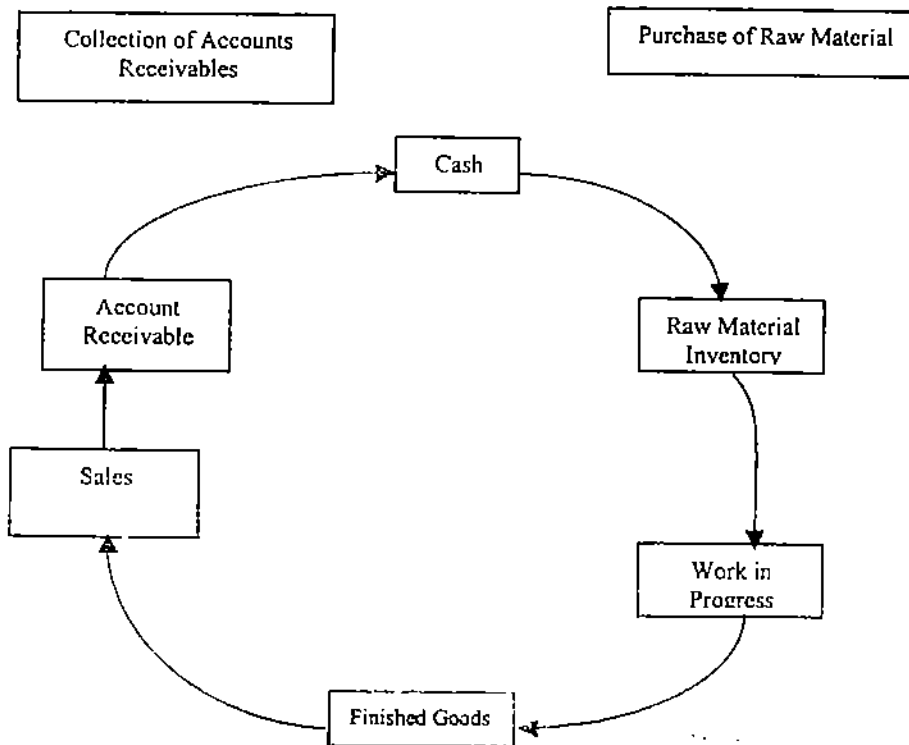 Collection of Accounts
Receivables
Purchase of Raw Material
Cash
Account
Receivable
Raw Material
Inventory
Sales
Work in
Progress
Finished Goods